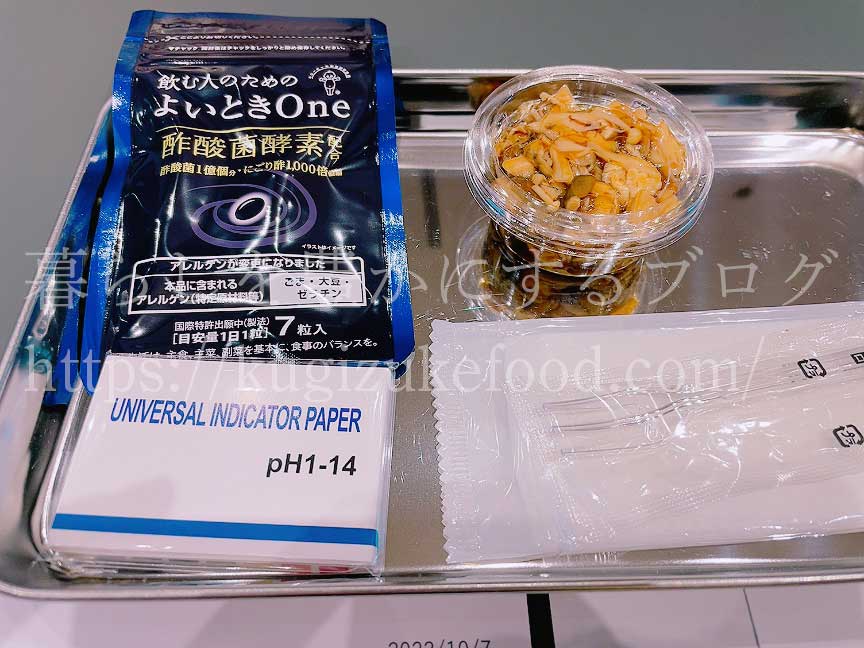 飲む人のための
よいときOne
酢酸菌酵素配合
酢酸菌1億個分・にごり酢1,000倍
イラストはイメージです
アレルゲンが変更になりました
本品に含まれる
アレルゲン(特定原材料等)
ごま・大豆・
ゼラチン
国際特許出願中(製法)
[目安量1日1粒]
7粒入
主食、主菜、副菜を基本に、食事のバランスを。
UNIVERSAL INDICATOR PAPER
pH1-14
暮らしを豊かにするブログ
https://kugizukefood.com/
2023/10/7